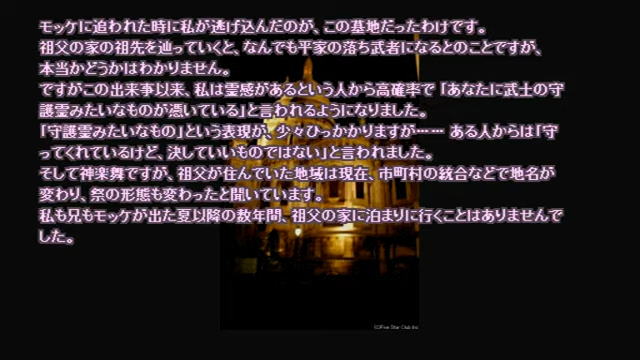 モッケに追われた時に私が逃げ込んだのが、この墓地だったわけです。
祖父の家の祖先を辿っていくと、なんでも平家の落ち武者になるとのことですが、
本当かどうかはわかりません。
ですがこの出来事以来、私は霊感があるという人から高確率で「あなたに武士の守
護霊みたいなものが憑いている」と言われるようになりました。
「守護霊みたいなもの」という表現が、少々ひっかかりますが…… ある人からは「守
ってくれているけど、決していいものではない」と言われました。
そして神楽舞ですが、祖父が住んでいた地域は現在、市町村の統合などで地名が
変わり、祭の形態も変わったと聞いています。
私も兄もモッケが出た夏以降の数年間、祖父の家に泊まりに行くことはありませんで
した。
(C)Five Star Club Inc